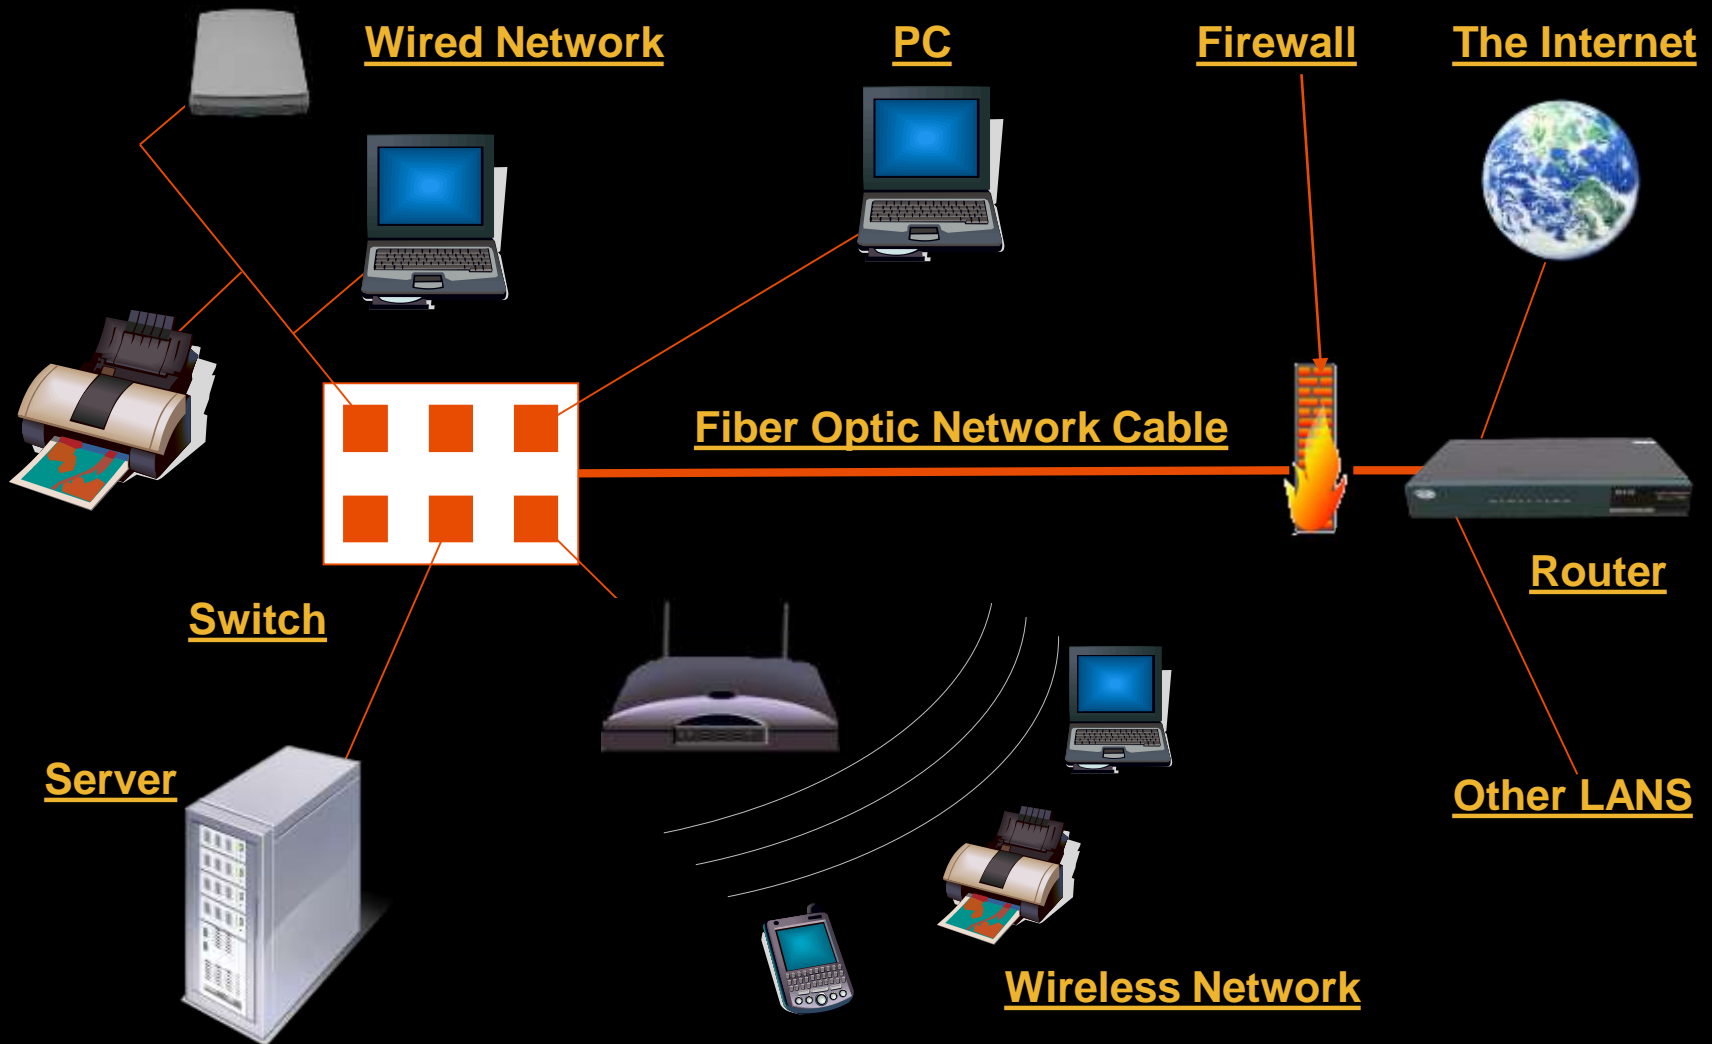 Wired Network
PC
Firewall
The Internet
Fiber Optic Network Cable
Router
Switch
Server
Other LANS
Wireless Network